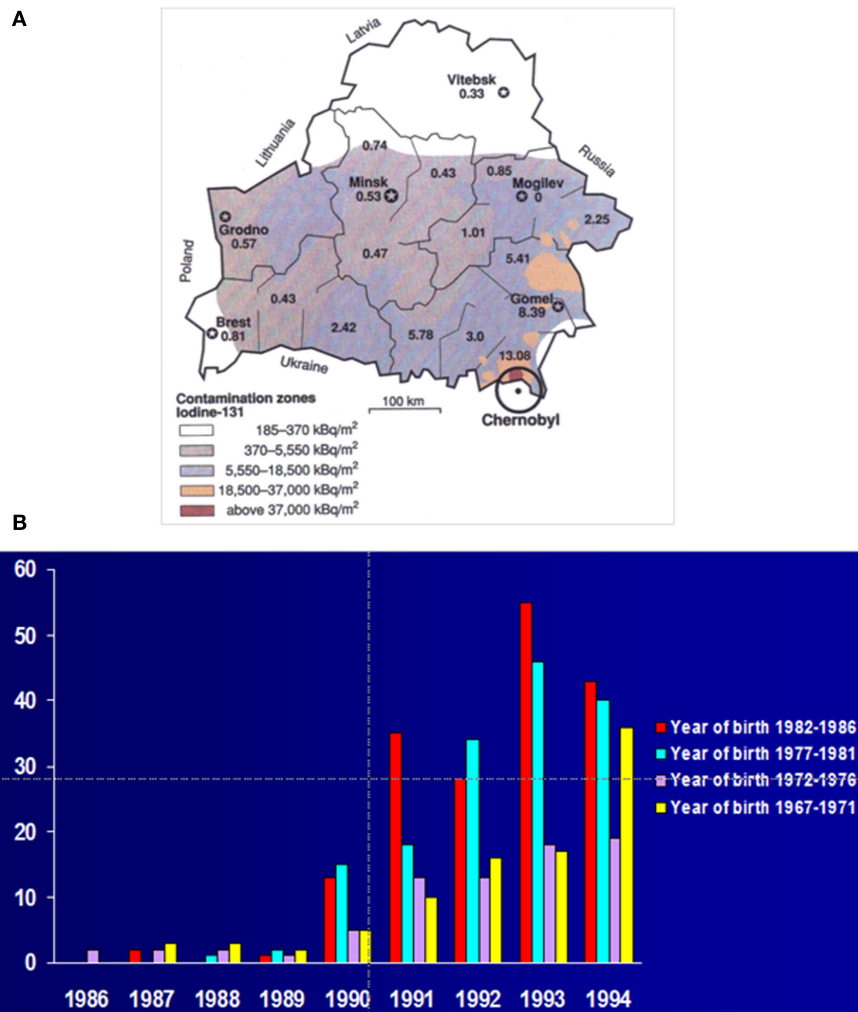 A
Latvia
Vitebsk
0.33
Lithuania
Russia
0.74
0.43
0.85
Minsk
0.53
Mogilev
0
2.25
Grodno
0.57
1.01
Poland
0.47
5.41
0.43
Gomel
8.39
Brest
0.81
2.42
5.78
3.0
13.08
Ukraine
Chernobyl
100 km
Contamination zones
Iodine-131
185–370 kBq/m²
370–5,550 kBq/m²
5,550–18,500 kBq/m²
18,500–37,000 kBq/m²
above 37,000 kBq/m²
B
60
50
40
30
20
10
0
1986 1987 1988 1989 1990 1991 1992 1993 1994
Year of birth 1982-1986
Year of birth 1977-1981
Year of birth 1972-1976
Year of birth 1967-1971